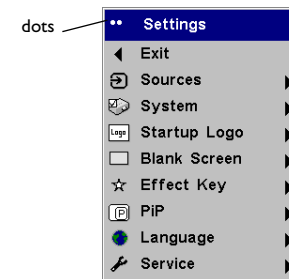 dots
Settings
Exit
Sources
System
Logo Startup Logo
Blank Screen
Effect Key
P PiP
Language
Service